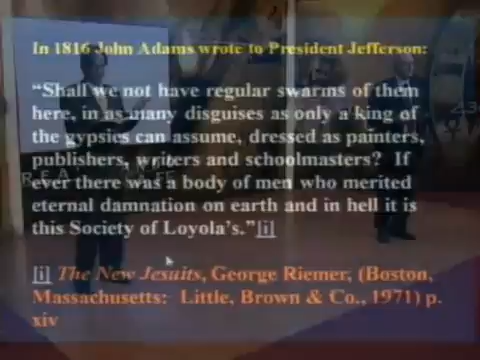 In 1816 John Adams wrote to President Jefferson:
“Shall we not have regular swarms of them
here, in as many disguises as only a king of
the gypsies can assume, dressed as painters,
publishers, writers and schoolmasters? If
ever there was a body of men who merited
eternal damnation on earth and in hell it is
this Society of Loyola’s.”[i]
[i] The New Jesuits, George Riemer, (Boston,
Massachusetts: Little, Brown & Co., 1971) p.
xiv